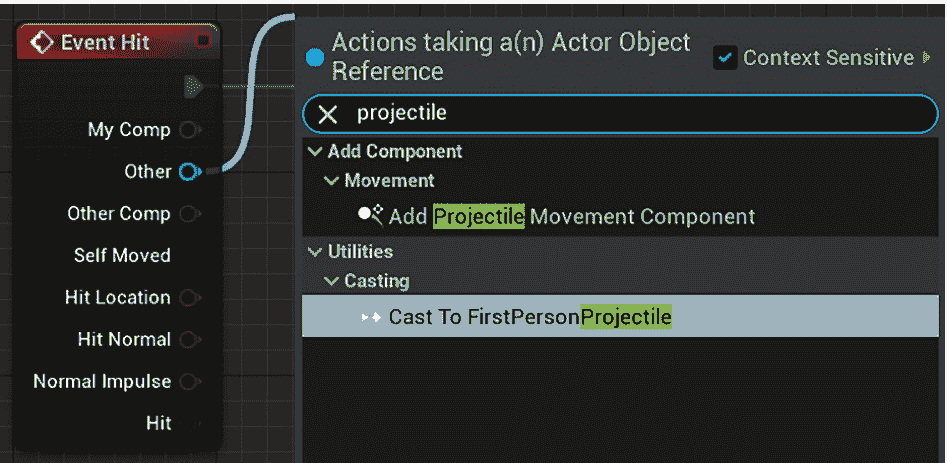 Event Hit
My Comp
Other
Other Comp
Self Moved
Hit Location
Hit Normal
Normal Impulse
Hit
Actions taking a(n) Actor Object
Reference
Context Sensitive
projectile
Add Component
Movement
Add Projectile Movement Component
Utilities
Casting
Cast To FirstPersonProjectile